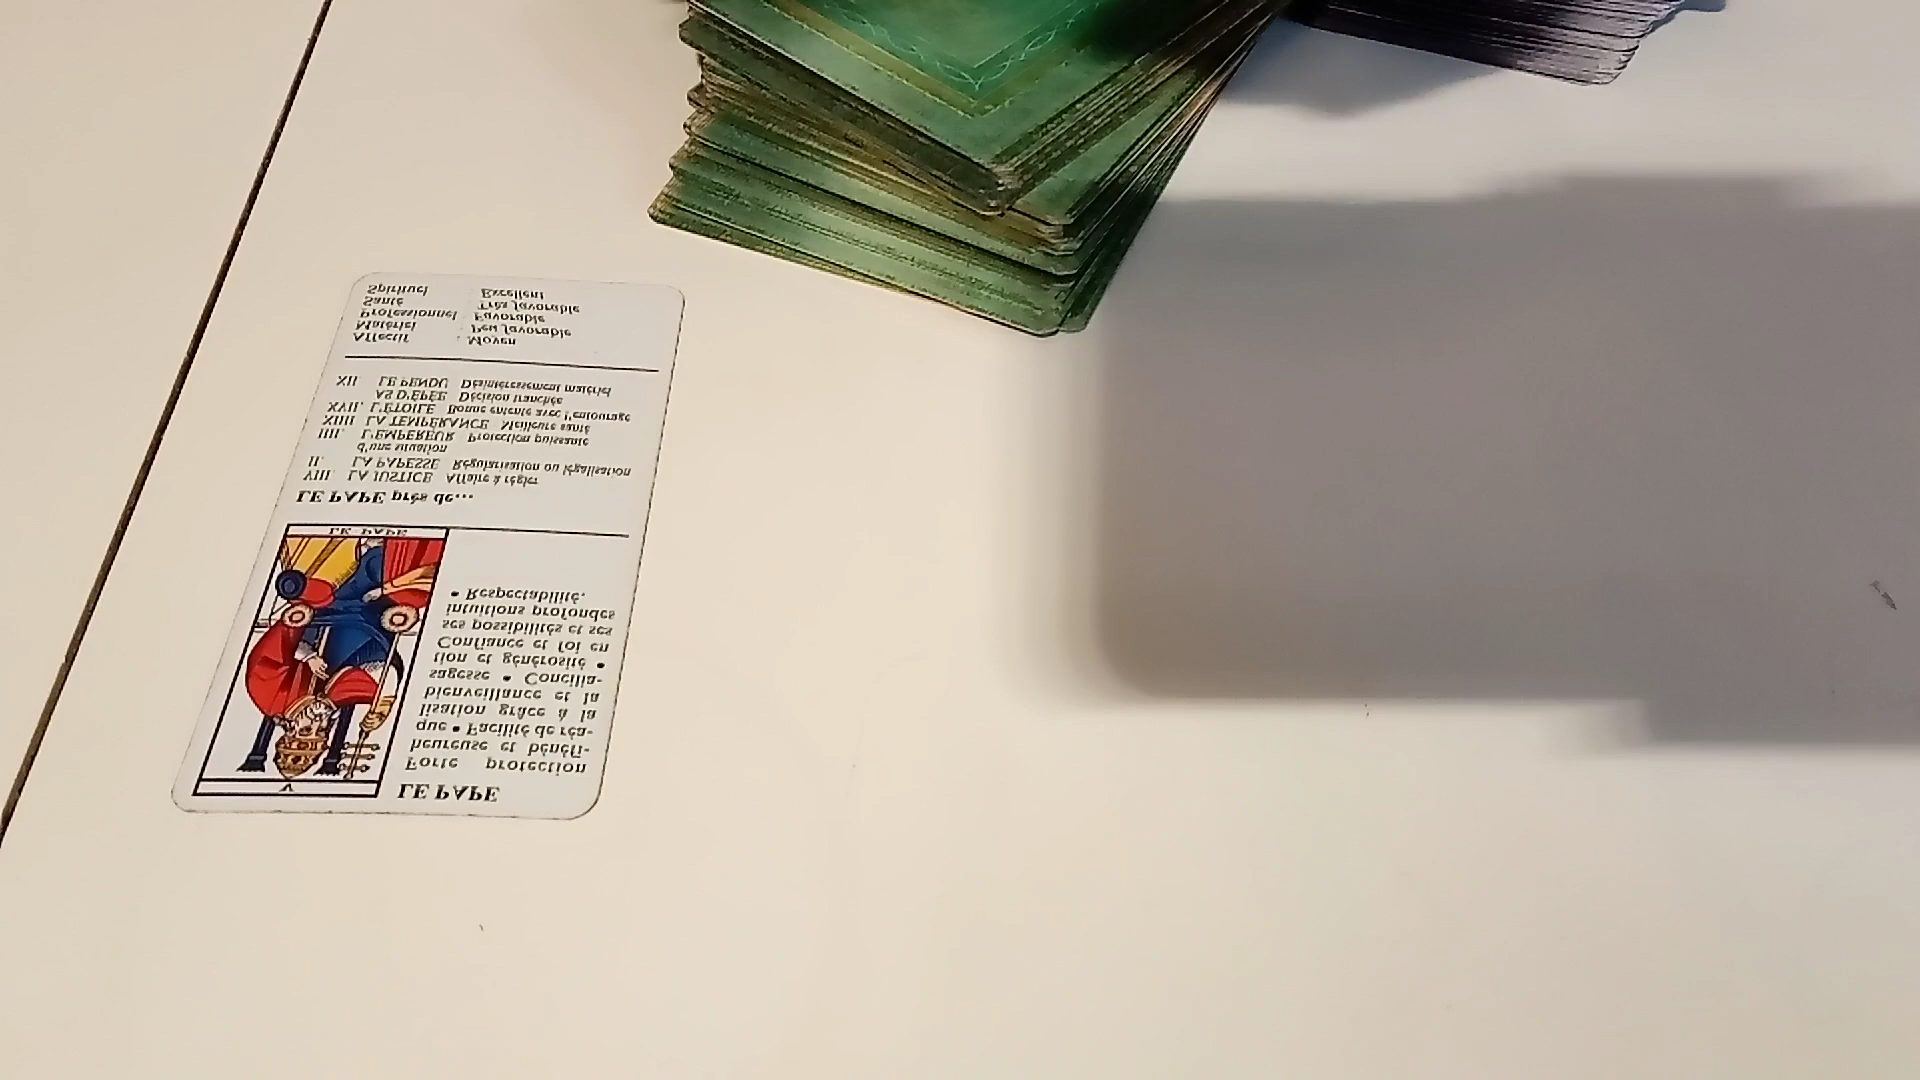 V
LE PAPE
LE PAPE
Forte protection
heureuse et bénéfi-
que • Facilité de réa-
lisation grâce à la
bienveillance et la
sagesse • Concilia-
tion et générosité •
Confiance et foi en
ses possibilités et ses
intuitions profondes
• Respectabilité.
LE PAPE près de...
VIII. LA JUSTICE Affaire à régler
II. LA PAPESSE Régularisation ou légalisation
d'une situation
IIII. L'EMPEREUR Protection puissante
XIIII. LA TEMPÉRANCE Meilleure santé
XVII. L'ÉTOILE Bonne entente avec l'entourage
AS D'ÉPÉE Décision tranchée
XII. LE PENDU Désintéressement matériel
Affectif : Moyen
Matériel : Peu favorable
Professionnel : Favorable
Santé : Très favorable
Spirituel : Excellent